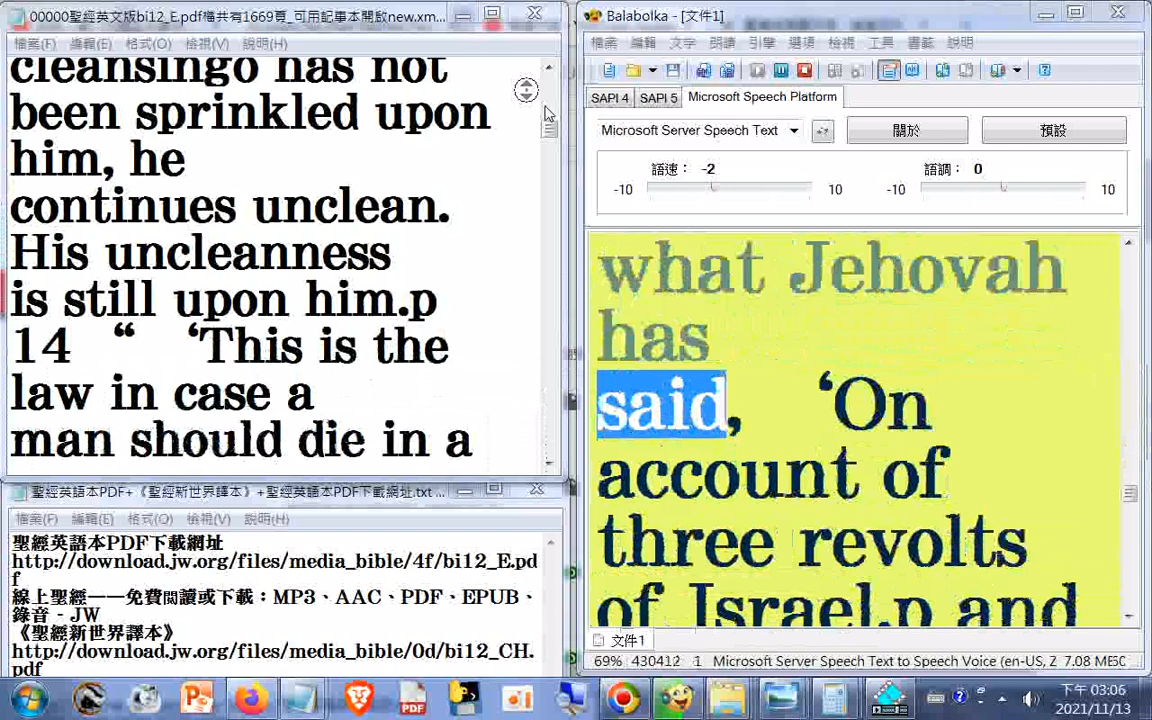 00000聖經英文版bi12_E.pdf檔共有1669頁_可用記事本開啟new.xm...
檔案(F) 編輯(E) 格式(O) 檢視(V) 說明(H)
cleansingo has not
been sprinkled upon
him, he
continues unclean.
His uncleanness
is still upon him.p
14 “ ‘This is the
law in case a
man should die in a
聖經英語本PDF+《聖經新世界譯本》+聖經英語本PDF下載網址.txt ...
檔案(F) 編輯(E) 格式(O) 檢視(V) 說明(H)
聖經英語本PDF下載網址
http://download.jw.org/files/media_bible/4f/bi12_E.pd
f
線上聖經——免費閱讀或下載：MP3、AAC、PDF、EPUB、
錄音 - JW
《聖經新世界譯本》
http://download.jw.org/files/media_bible/0d/bi12_CH.
pdf
Balabolka - [文件1]
檔案 編輯 文字 朗讀 引擎 選項 檢視 工具 書籤 說明
SAPI 4 SAPI 5 Microsoft Speech Platform
Microsoft Server Speech Text 關於 預設
語速： -2 語調： 0
-10 10 -10 10
what Jehovah
has
said, ‘On
account of
three revolts
of Israel,p and
文件1
69% 430412 1 Microsoft Server Speech Text to Speech Voice (en-US, Z 7.08 ME5C
下午 03:06
2021/11/13